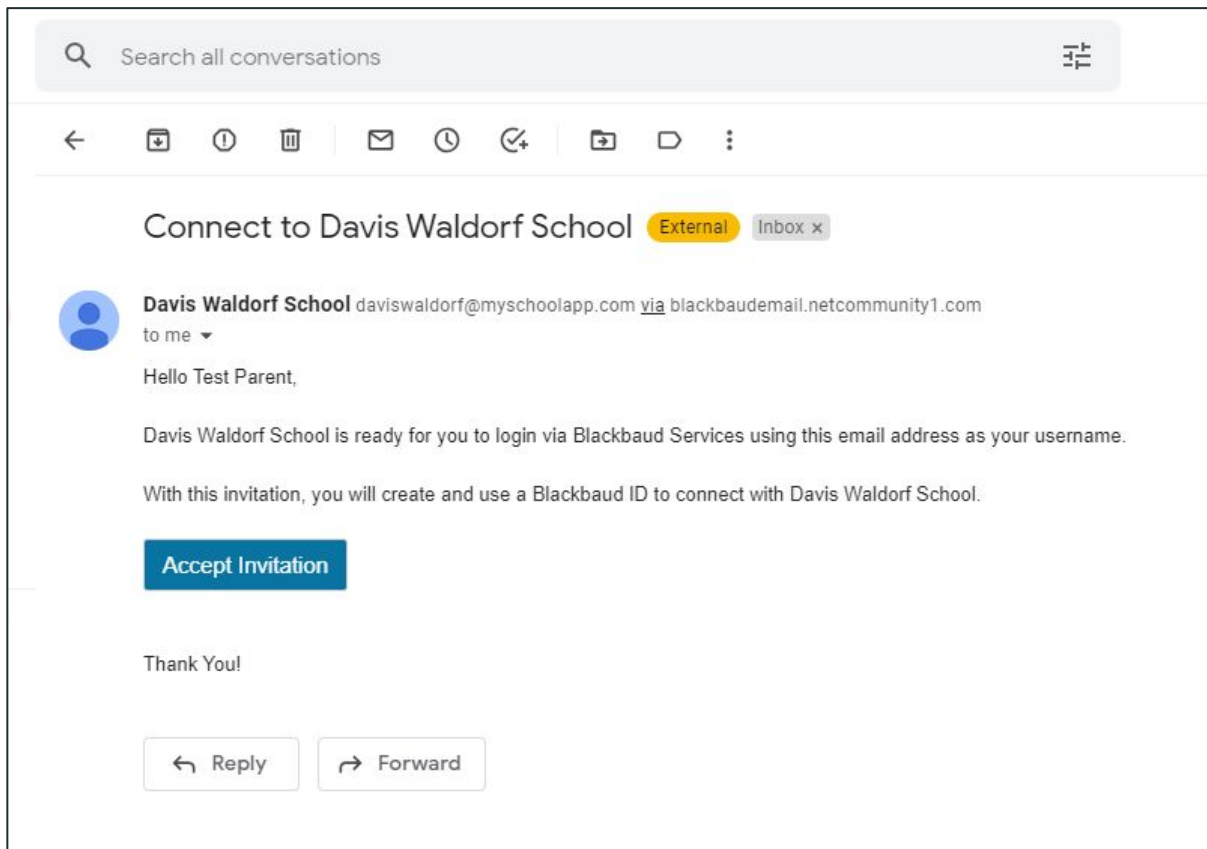 Search all conversations
Connect to Davis Waldorf School External Inbox x
Davis Waldorf School daviswaldorf@myschoolapp.com via blackbaudemail.netcommunity1.com
to me
Hello Test Parent,
Davis Waldorf School is ready for you to login via Blackbaud Services using this email address as your username.
With this invitation, you will create and use a Blackbaud ID to connect with Davis Waldorf School.
Accept Invitation
Thank You!
Reply Forward